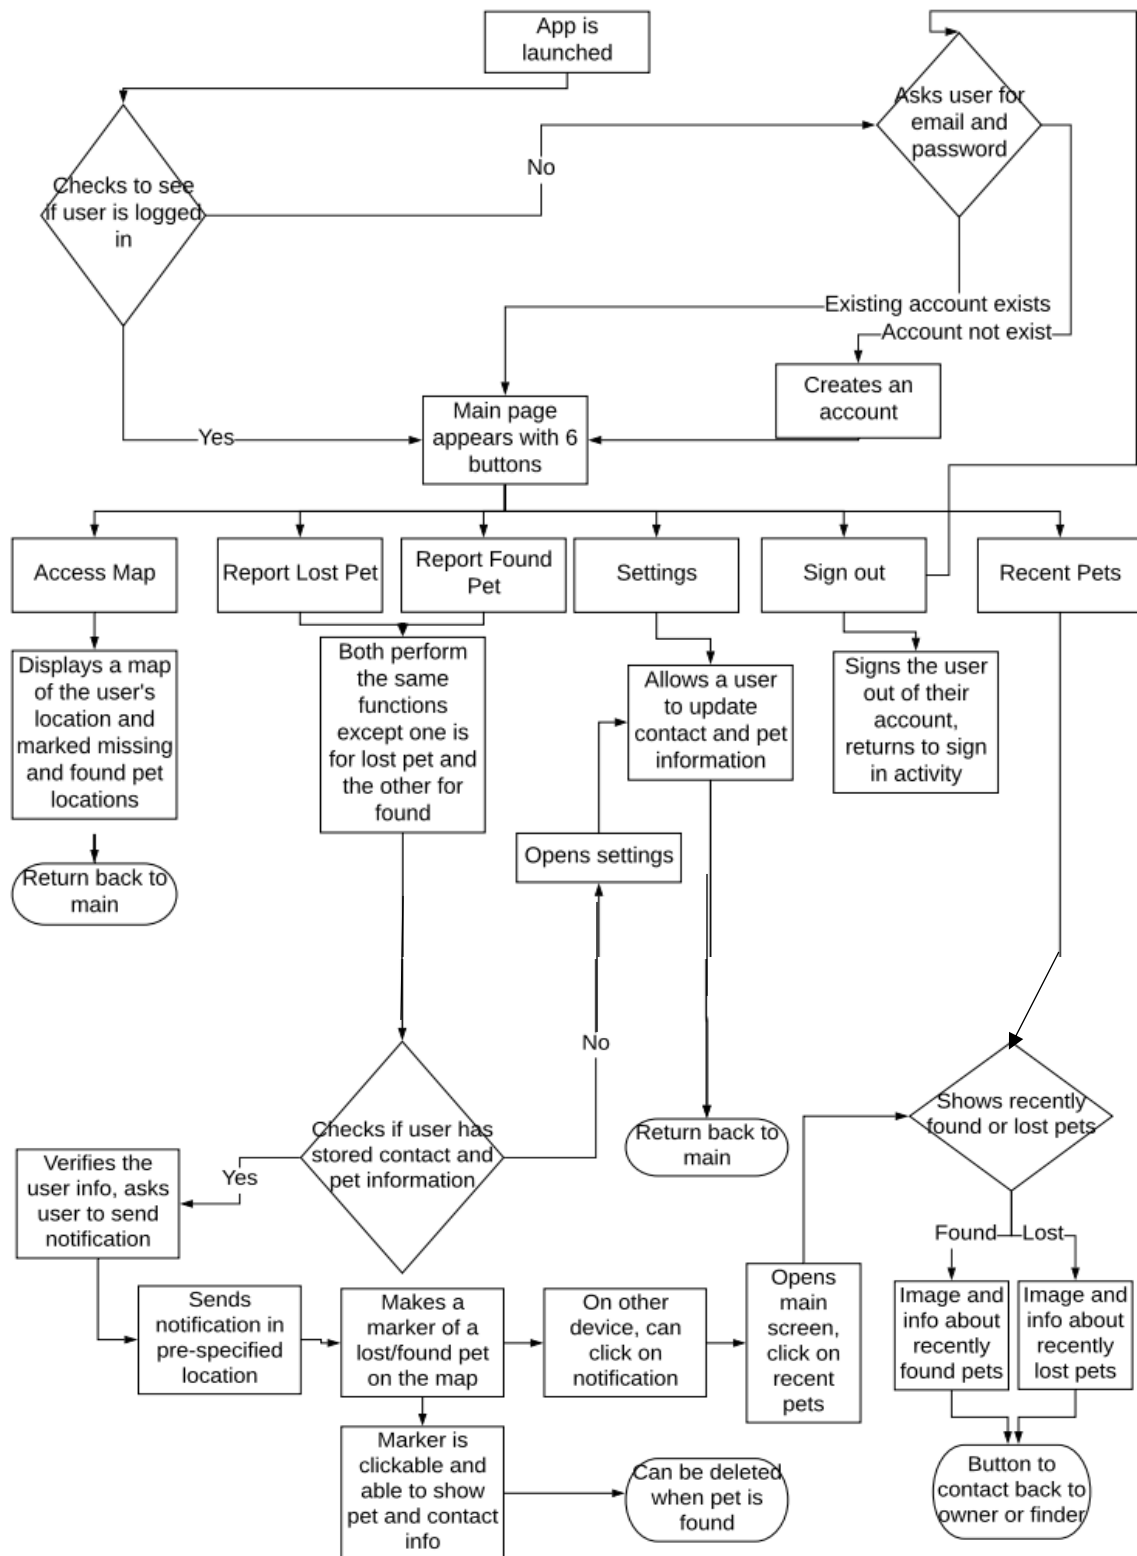 App is
launched
Asks user for
email and
password
No
Checks to see
if user is logged
in
Existing account exists
Account not exist
Creates an
account
Main page
appears with 6
buttons
Yes
Access Map
Report Lost Pet
Report Found
Pet
Settings
Sign out
Recent Pets
Displays a map
of the user's
location and
marked missing
and found pet
locations
Both perform
the same
functions
except one is
for lost pet and
the other for
found
Allows a user
to update
contact and pet
information
Signs the user
out of their
account,
returns to sign
in activity
Opens settings
Return back to
main
No
Checks if user has
stored contact and
pet information
Return back to
main
Shows recently
found or lost pets
Yes
Verifies the
user info, asks
user to send
notification
Found
Lost
Sends
notification in
pre-specified
location
Makes a
marker of a
lost/found pet
on the map
On other
device, can
click on
notification
Opens
main
screen,
click on
recent
pets
Image and
info about
recently
found pets
Image and
info about
recently
lost pets
Marker is
clickable and
able to show
pet and contact
info
Can be deleted
when pet is
found
Button to
contact back to
owner or finder